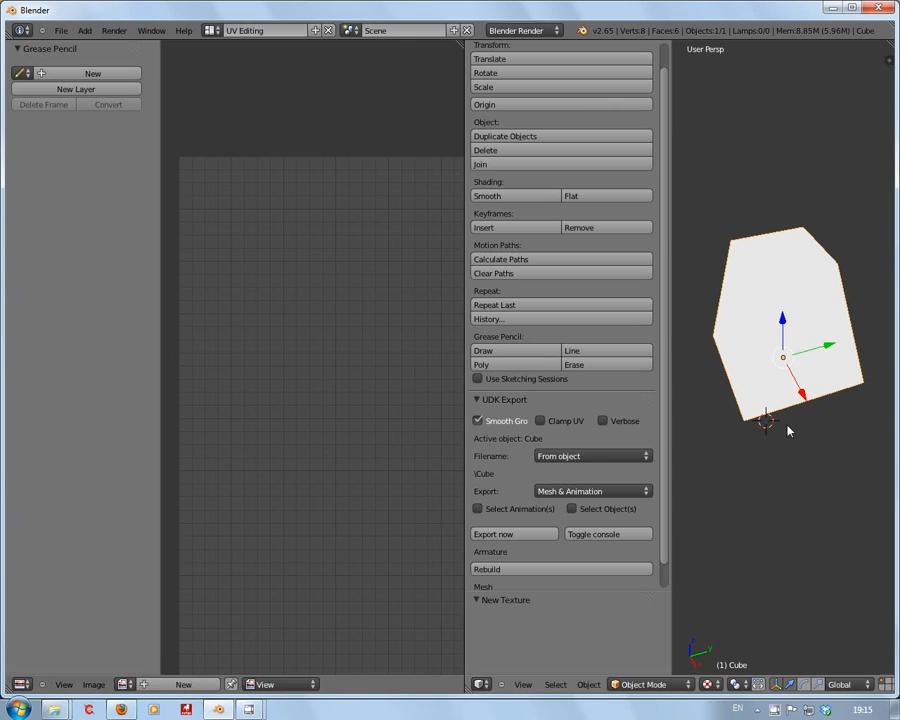 Blender
File Add Render Window Help UV Editing Scene Blender Render v2.65 | Verts:8 | Faces:6 | Objects:1/1 | Lamps:0/0 | Mem:8.85M (5.96M) | Cube
Grease Pencil
New
New Layer
Delete Frame Convert
View Image New View
Transform:
Translate
Rotate
Scale
Origin
Object:
Duplicate Objects
Delete
Join
Shading:
Smooth Flat
Keyframes:
Insert Remove
Motion Paths:
Calculate Paths
Clear Paths
Repeat:
Repeat Last
History...
Grease Pencil:
Draw Line
Poly Erase
Use Sketching Sessions
UDK Export
Smooth Gro Clamp UV Verbose
Active object: Cube
Filename: From object
\Cube
Export: Mesh & Animation
Select Animation(s) Select Object(s)
Export now Toggle console
Armature
Rebuild
Mesh
New Texture
User Persp
z
y
(1) Cube
View Select Object Object Mode Global
EN 19:15